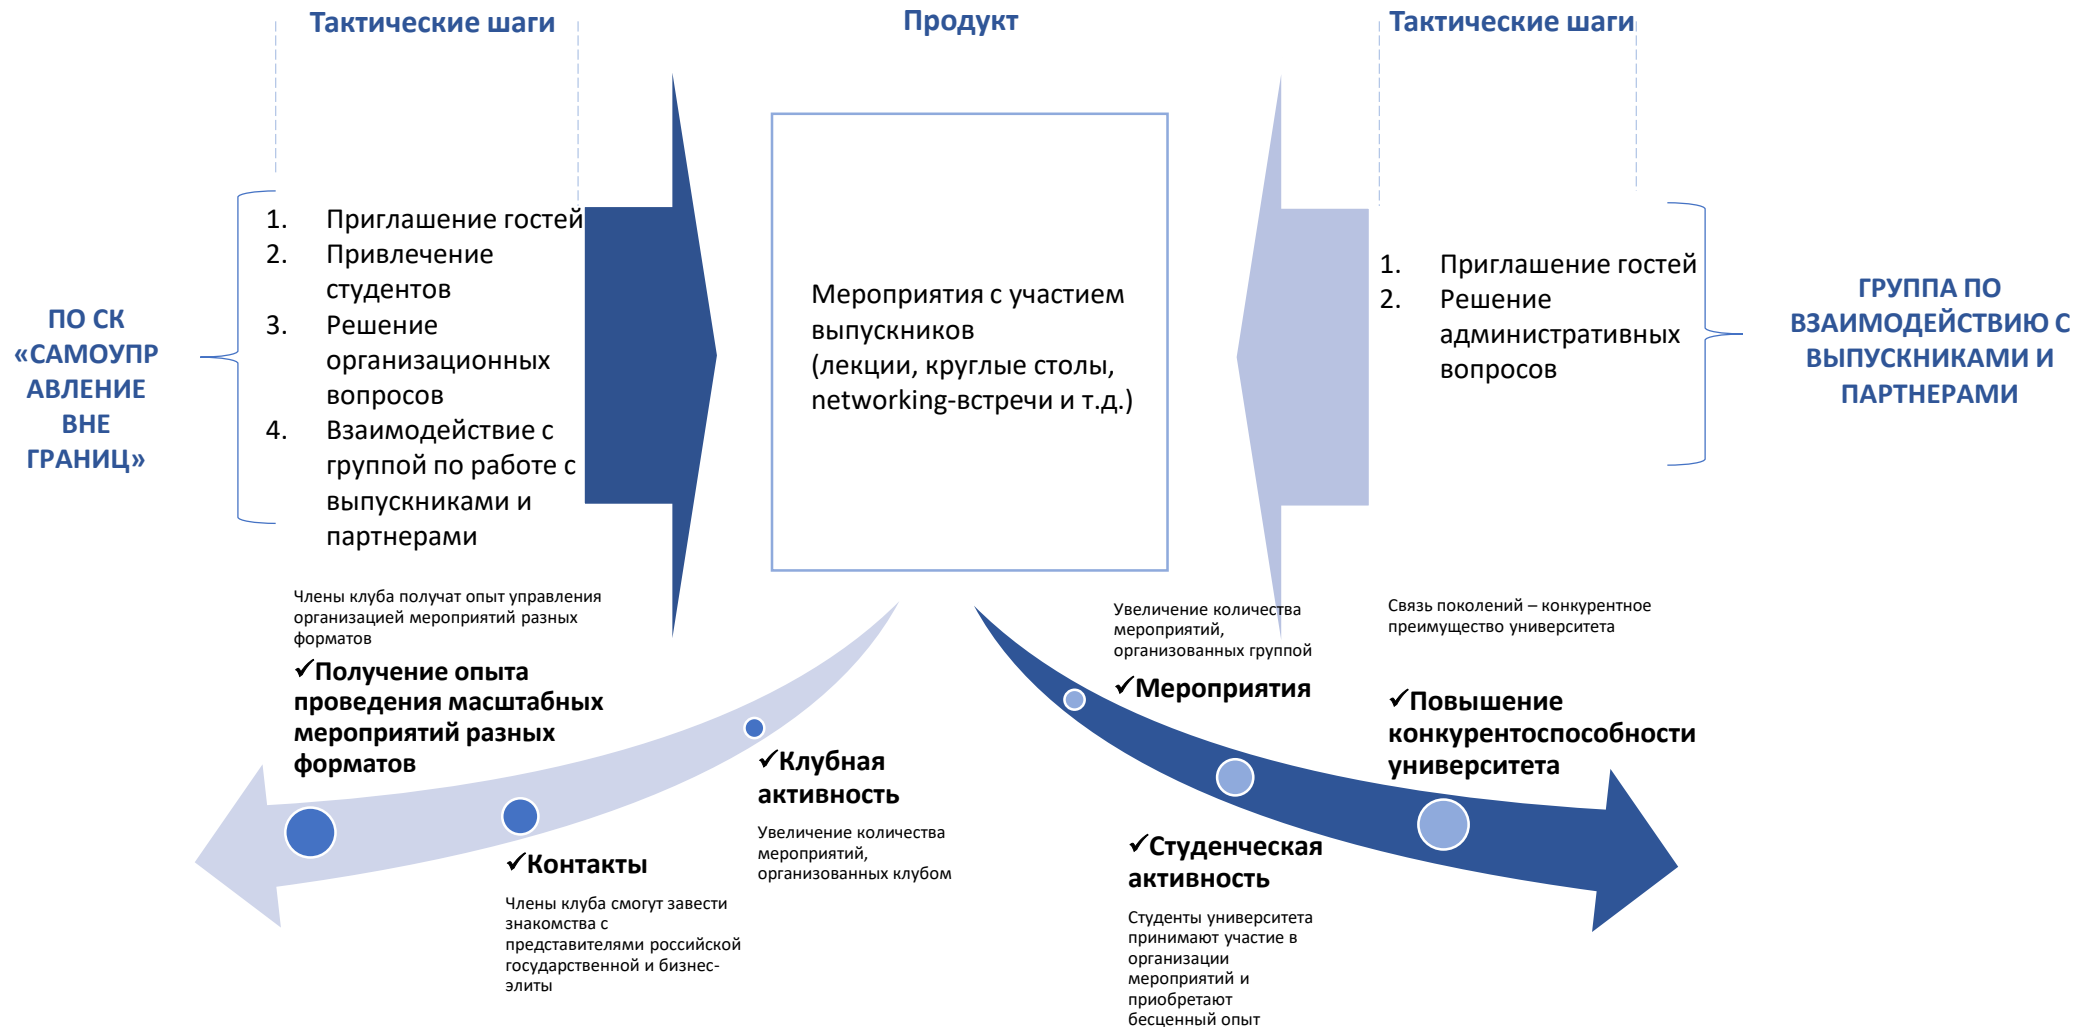 Тактические шаги
Продукт
Тактические шаги
ПО СК
«САМОУПР
АВЛЕНИЕ
ВНЕ
ГРАНИЦ»
1. Приглашение гостей
2. Привлечение
студентов
3. Решение
организационных
вопросов
4. Взаимодействие с
группой по работе с
выпускниками и
партнерами
Мероприятия с участием
выпускников
(лекции, круглые столы,
networking-встречи и т.д.)
1. Приглашение гостей
2. Решение
административных
вопросов
ГРУППА ПО
ВЗАИМОДЕЙСТВИЮ С
ВЫПУСКНИКАМИ И
ПАРТНЕРАМИ
Члены клуба получат опыт управления
организацией мероприятий разных
форматов
✓Получение опыта
проведения масштабных
мероприятий разных
форматов
✓Контакты
Члены клуба смогут завести
знакомства с
представителями российской
государственной и бизнес-
элиты
✓Клубная
активность
Увеличение количества
мероприятий,
организованных клубом
Увеличение количества
мероприятий,
организованных группой
✓Мероприятия
✓Студенческая
активность
Студенты университета
принимают участие в
организации
мероприятий и
приобретают
бесценный опыт
Связь поколений – конкурентное
преимущество университета
✓Повышение
конкурентоспособности
университета